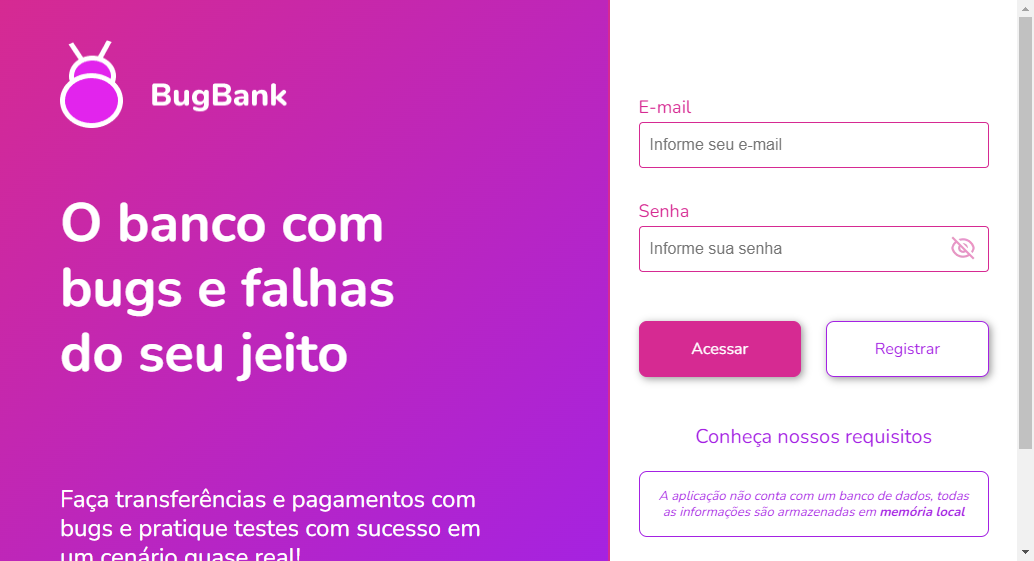 BugBank
O banco com
bugs e falhas
do seu jeito
Faça transferências e pagamentos com
bugs e pratique testes com sucesso em
um cenário quase real!
E-mail
Informe seu e-mail
Senha
Informe sua senha
Acessar
Registrar
Conheça nossos requisitos
A aplicação não conta com um banco de dados, todas
as informações são armazenadas em memória local